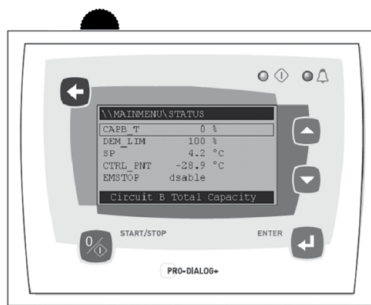 \\MAINMENU\STATUS
CAPB_T 0 %
DEM_LIM 100 %
SP 4.2 °C
CTRL_PNT -28.9 °C
EMSTOP dsable
Circuit B Total Capacity
0/
START/STOP
ENTER
PRO-DIALOG+